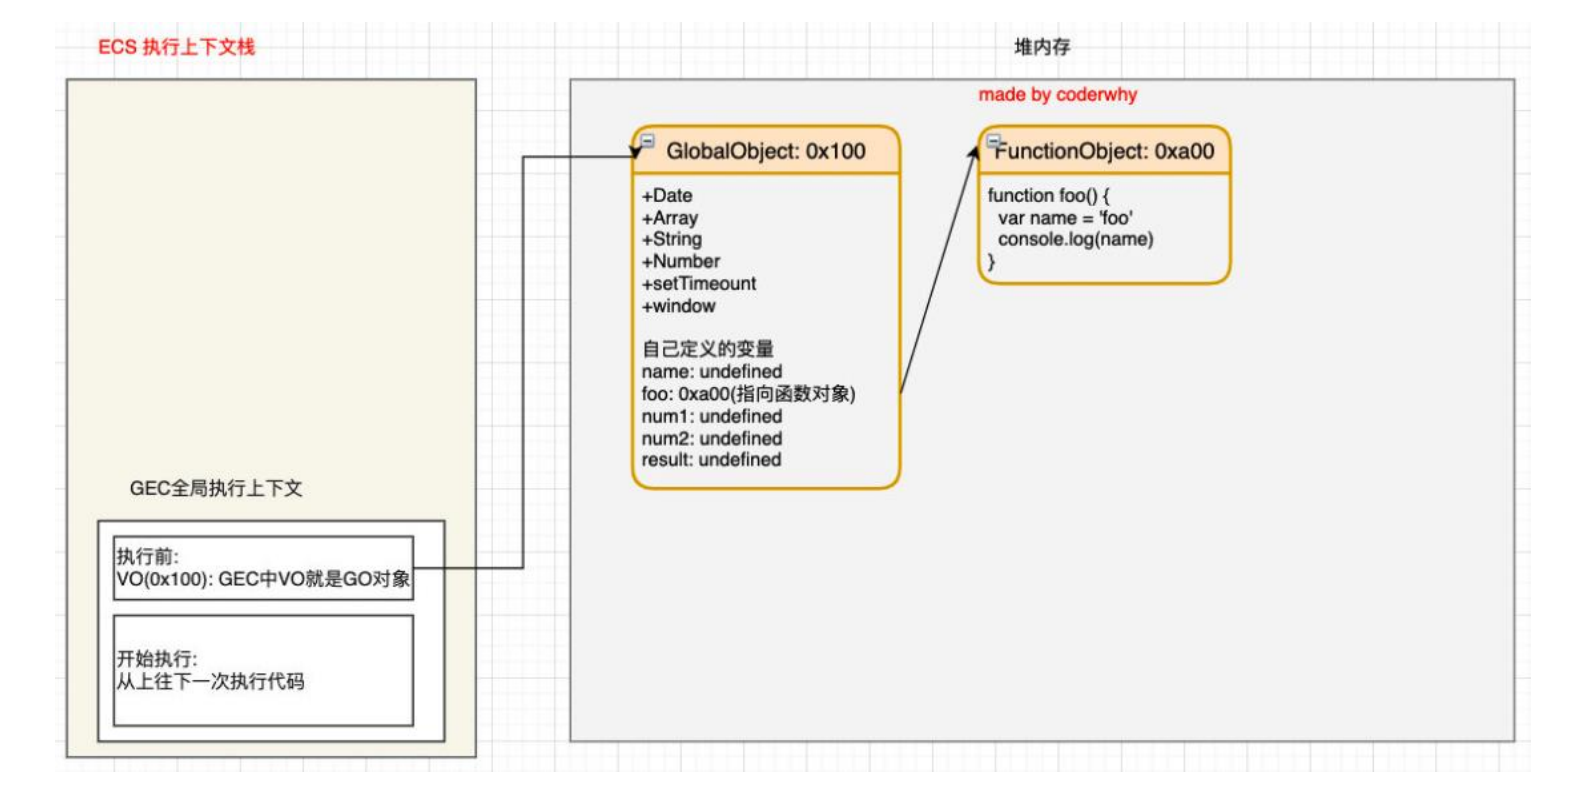 ECS 执行上下文栈
堆内存
made by coderwhy
GlobalObject: 0x100
+Date
+Array
+String
+Number
+setTimeout
+window
自己定义的变量
name: undefined
foo: 0xa00(指向函数对象)
num1: undefined
num2: undefined
result: undefined
FunctionObject: 0xa00
function foo() {
var name = 'foo'
console.log(name)
}
GEC全局执行上下文
执行前:
VO(0x100): GEC中VO就是GO对象
开始执行:
从上往下一次执行代码